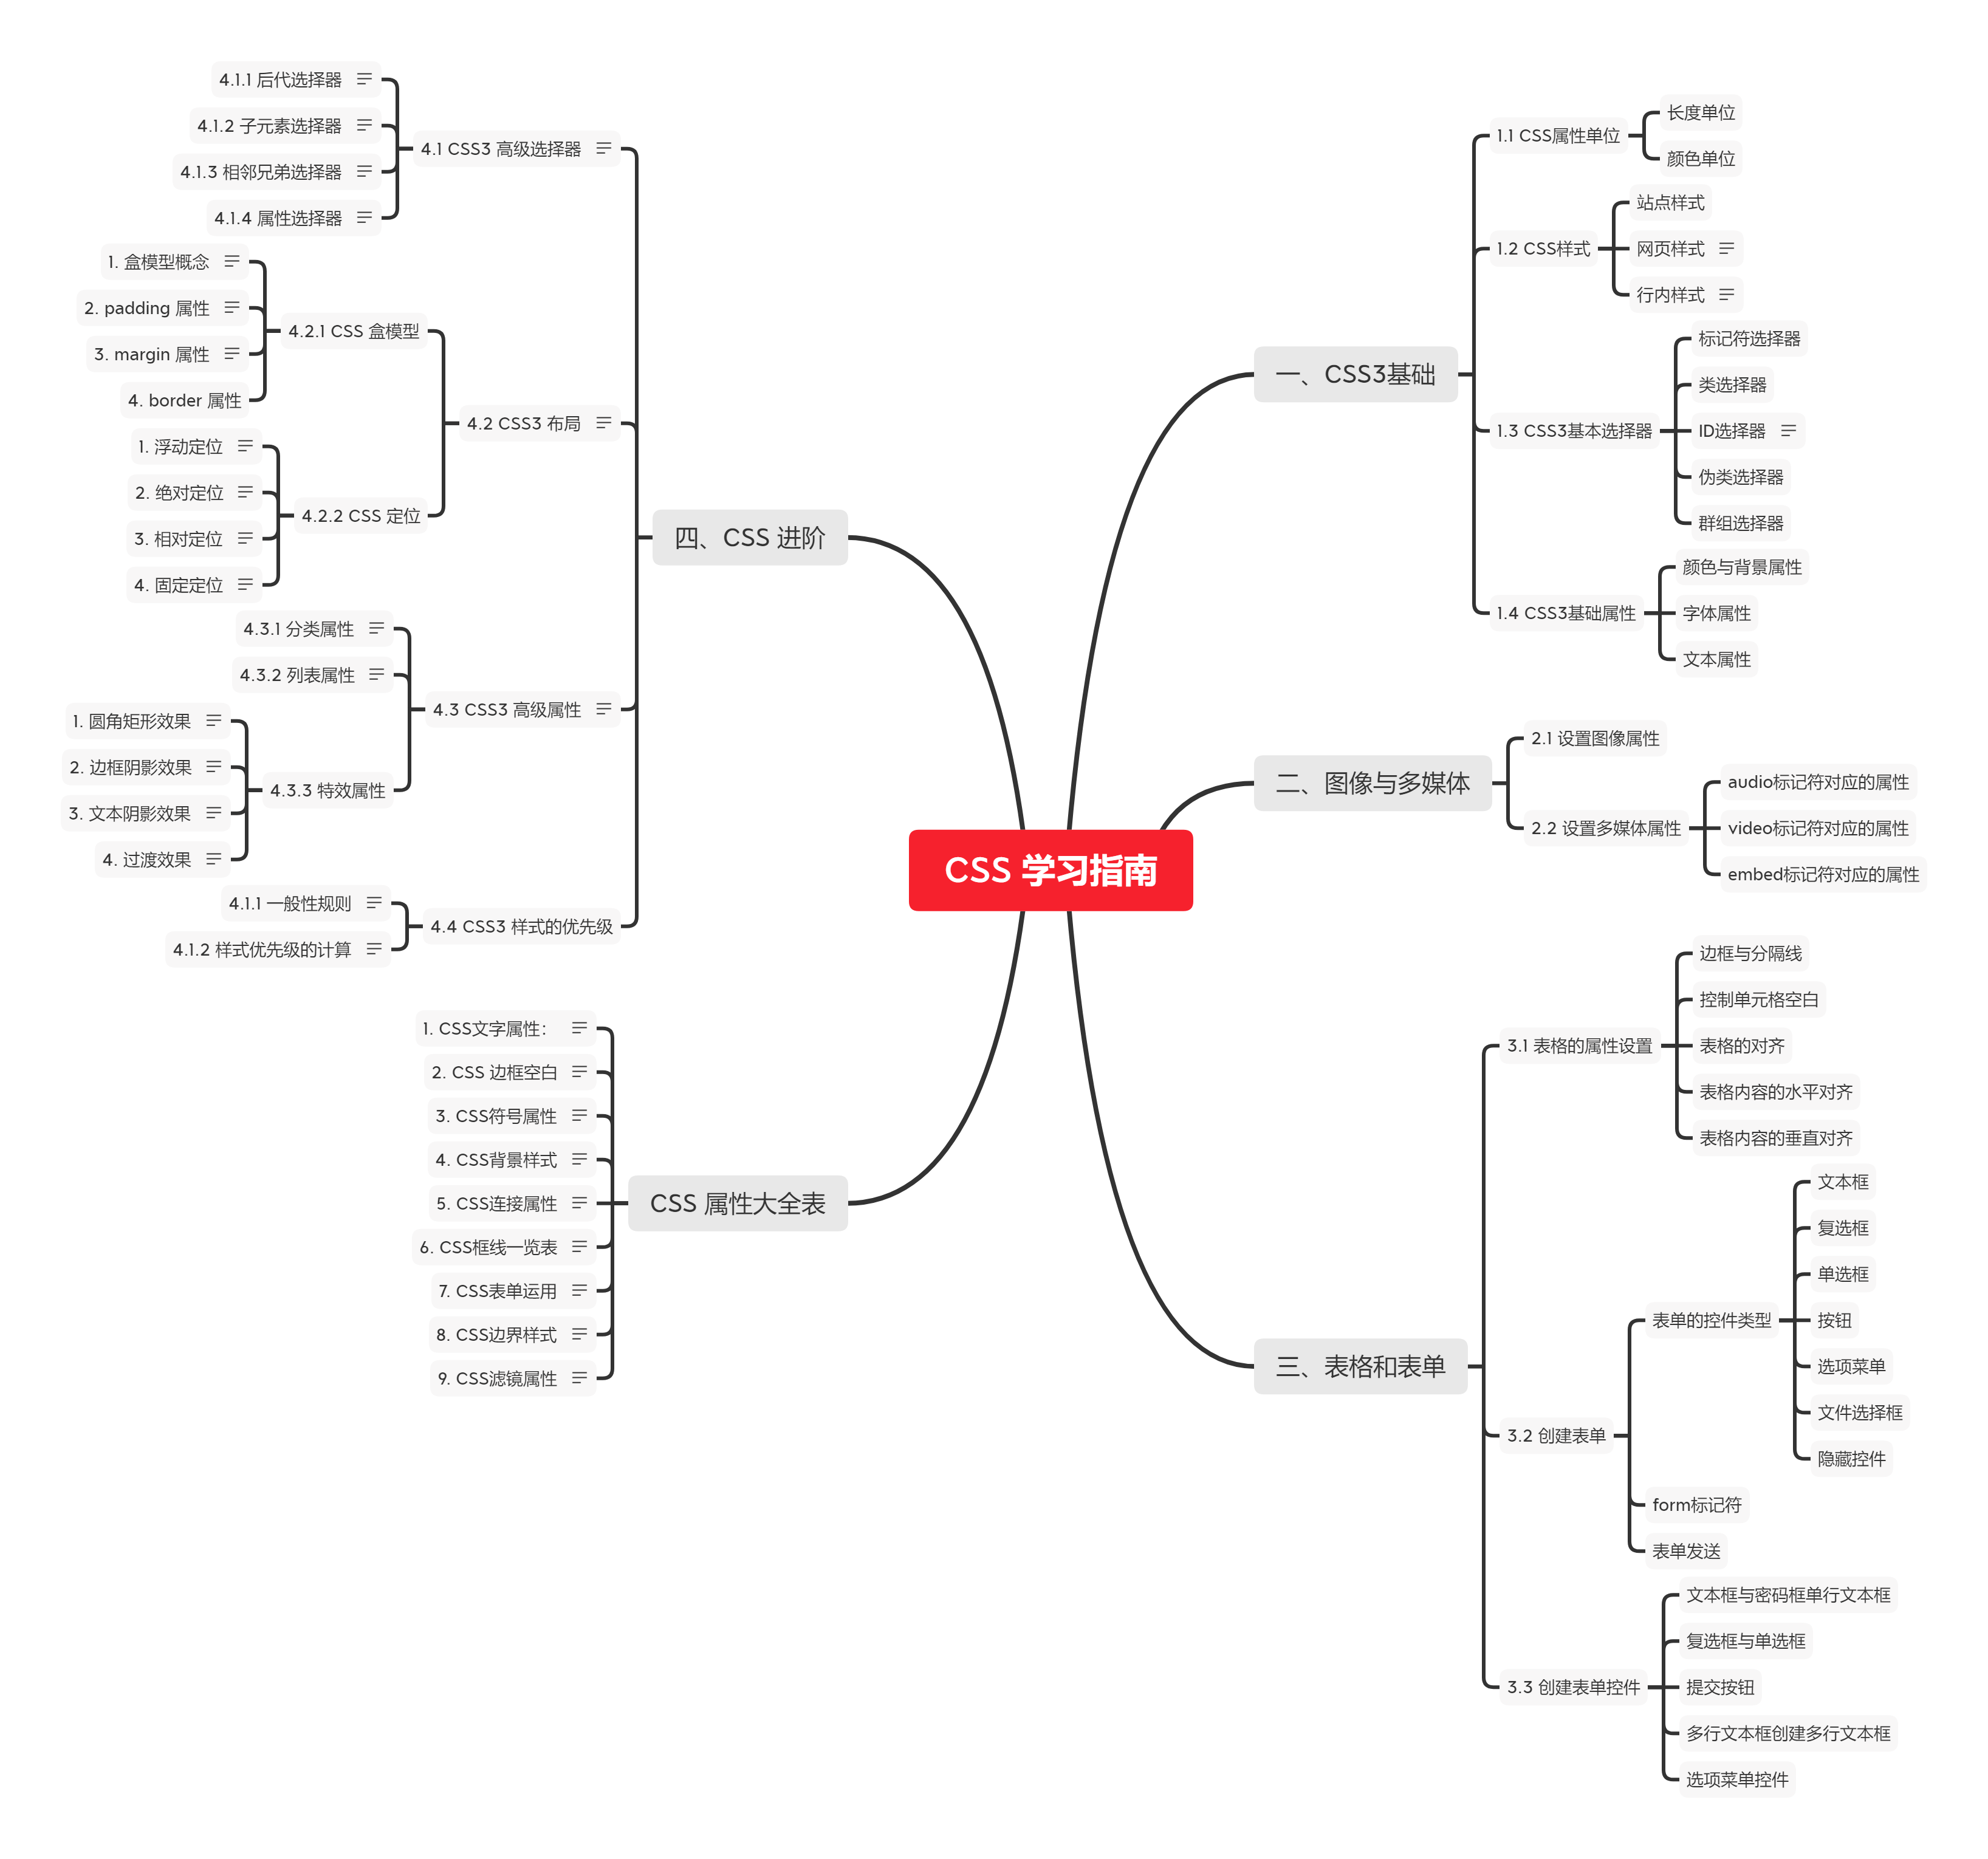 CSS 学习指南
一、CSS3基础
1.1 CSS属性单位
长度单位
颜色单位
1.2 CSS样式
站点样式
网页样式
行内样式
1.3 CSS3基本选择器
标记符选择器
类选择器
ID选择器
伪类选择器
群组选择器
1.4 CSS3基础属性
颜色与背景属性
字体属性
文本属性
二、图像与多媒体
2.1 设置图像属性
2.2 设置多媒体属性
audio标记符对应的属性
video标记符对应的属性
embed标记符对应的属性
三、表格和表单
3.1 表格的属性设置
边框与分隔线
控制单元格空白
表格的对齐
表格内容的水平对齐
表格内容的垂直对齐
3.2 创建表单
表单的控件类型
文本框
复选框
单选框
按钮
选项菜单
文件选择框
隐藏控件
form标记符
表单发送
3.3 创建表单控件
文本框与密码框单行文本框
复选框与单选框
提交按钮
多行文本框创建多行文本框
选项菜单控件
四、CSS 进阶
4.1 CSS3 高级选择器
4.1.1 后代选择器
4.1.2 子元素选择器
4.1.3 相邻兄弟选择器
4.1.4 属性选择器
4.2 CSS3 布局
4.2.1 CSS 盒模型
1. 盒模型概念
2. padding 属性
3. margin 属性
4. border 属性
4.2.2 CSS 定位
1. 浮动定位
2. 绝对定位
3. 相对定位
4. 固定定位
4.3 CSS3 高级属性
4.3.1 分类属性
4.3.2 列表属性
4.3.3 特效属性
1. 圆角矩形效果
2. 边框阴影效果
3. 文本阴影效果
4. 过渡效果
4.4 CSS3 样式的优先级
4.1.1 一般性规则
4.1.2 样式优先级的计算
CSS 属性大全表
1. CSS文字属性：
2. CSS 边框空白
3. CSS符号属性
4. CSS背景样式
5. CSS连接属性
6. CSS框线一览表
7. CSS表单运用
8. CSS边界样式
9. CSS滤镜属性